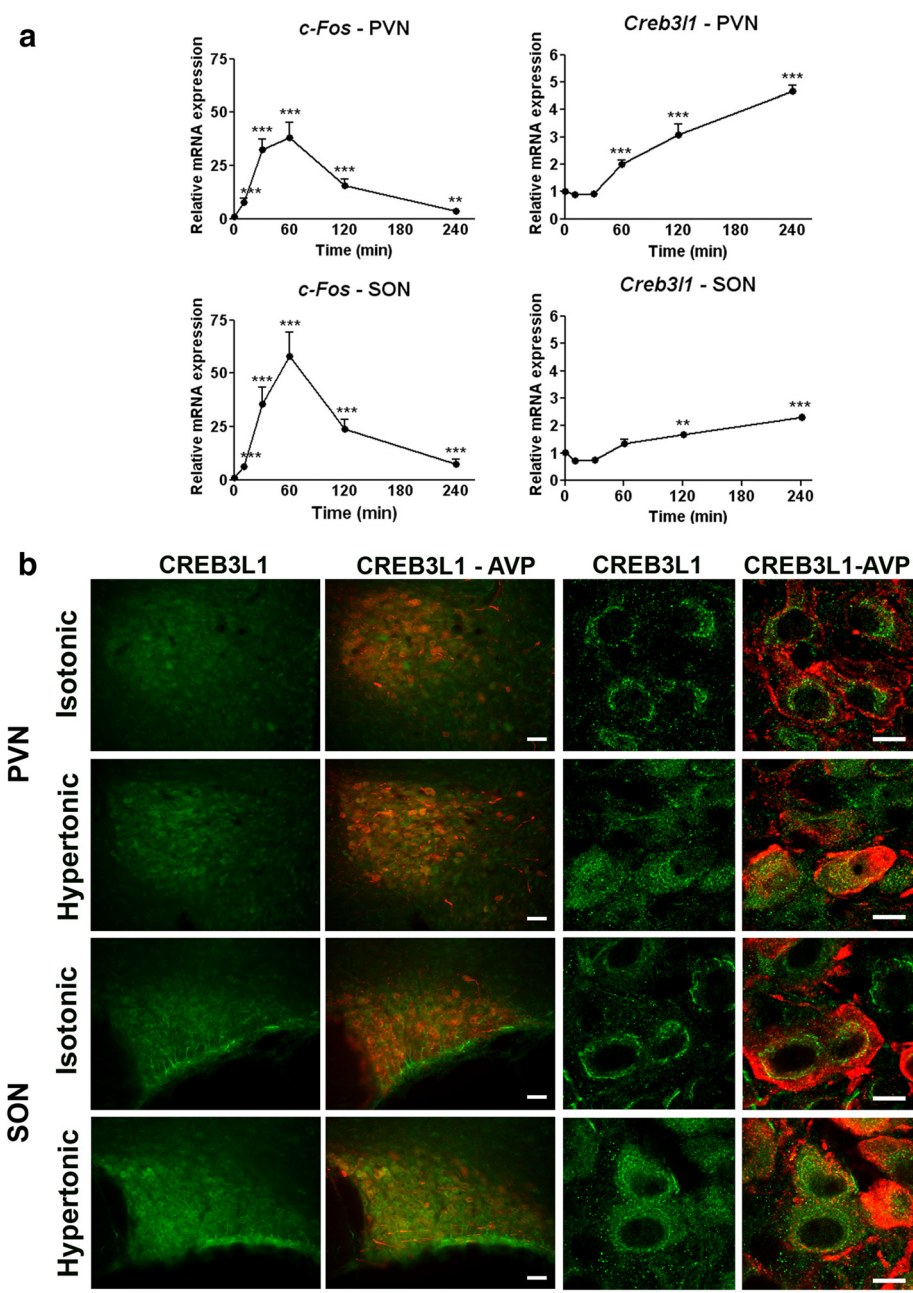 a
c-Fos - PVN
Relative mRNA expression
75
50
25
0
***
***
***
***
**
0 60 120 180 240
Time (min)
Creb3l1 - PVN
Relative mRNA expression
6
5
4
3
2
1
0
***
***
***
0 60 120 180 240
Time (min)
c-Fos - SON
Relative mRNA expression
75
50
25
0
***
***
***
***
***
0 60 120 180 240
Time (min)
Creb3l1 - SON
Relative mRNA expression
6
5
4
3
2
1
0
**
***
0 60 120 180 240
Time (min)
b
CREB3L1 CREB3L1 - AVP CREB3L1 CREB3L1-AVP
PVN
Isotonic
Hypertonic
SON
Isotonic
Hypertonic